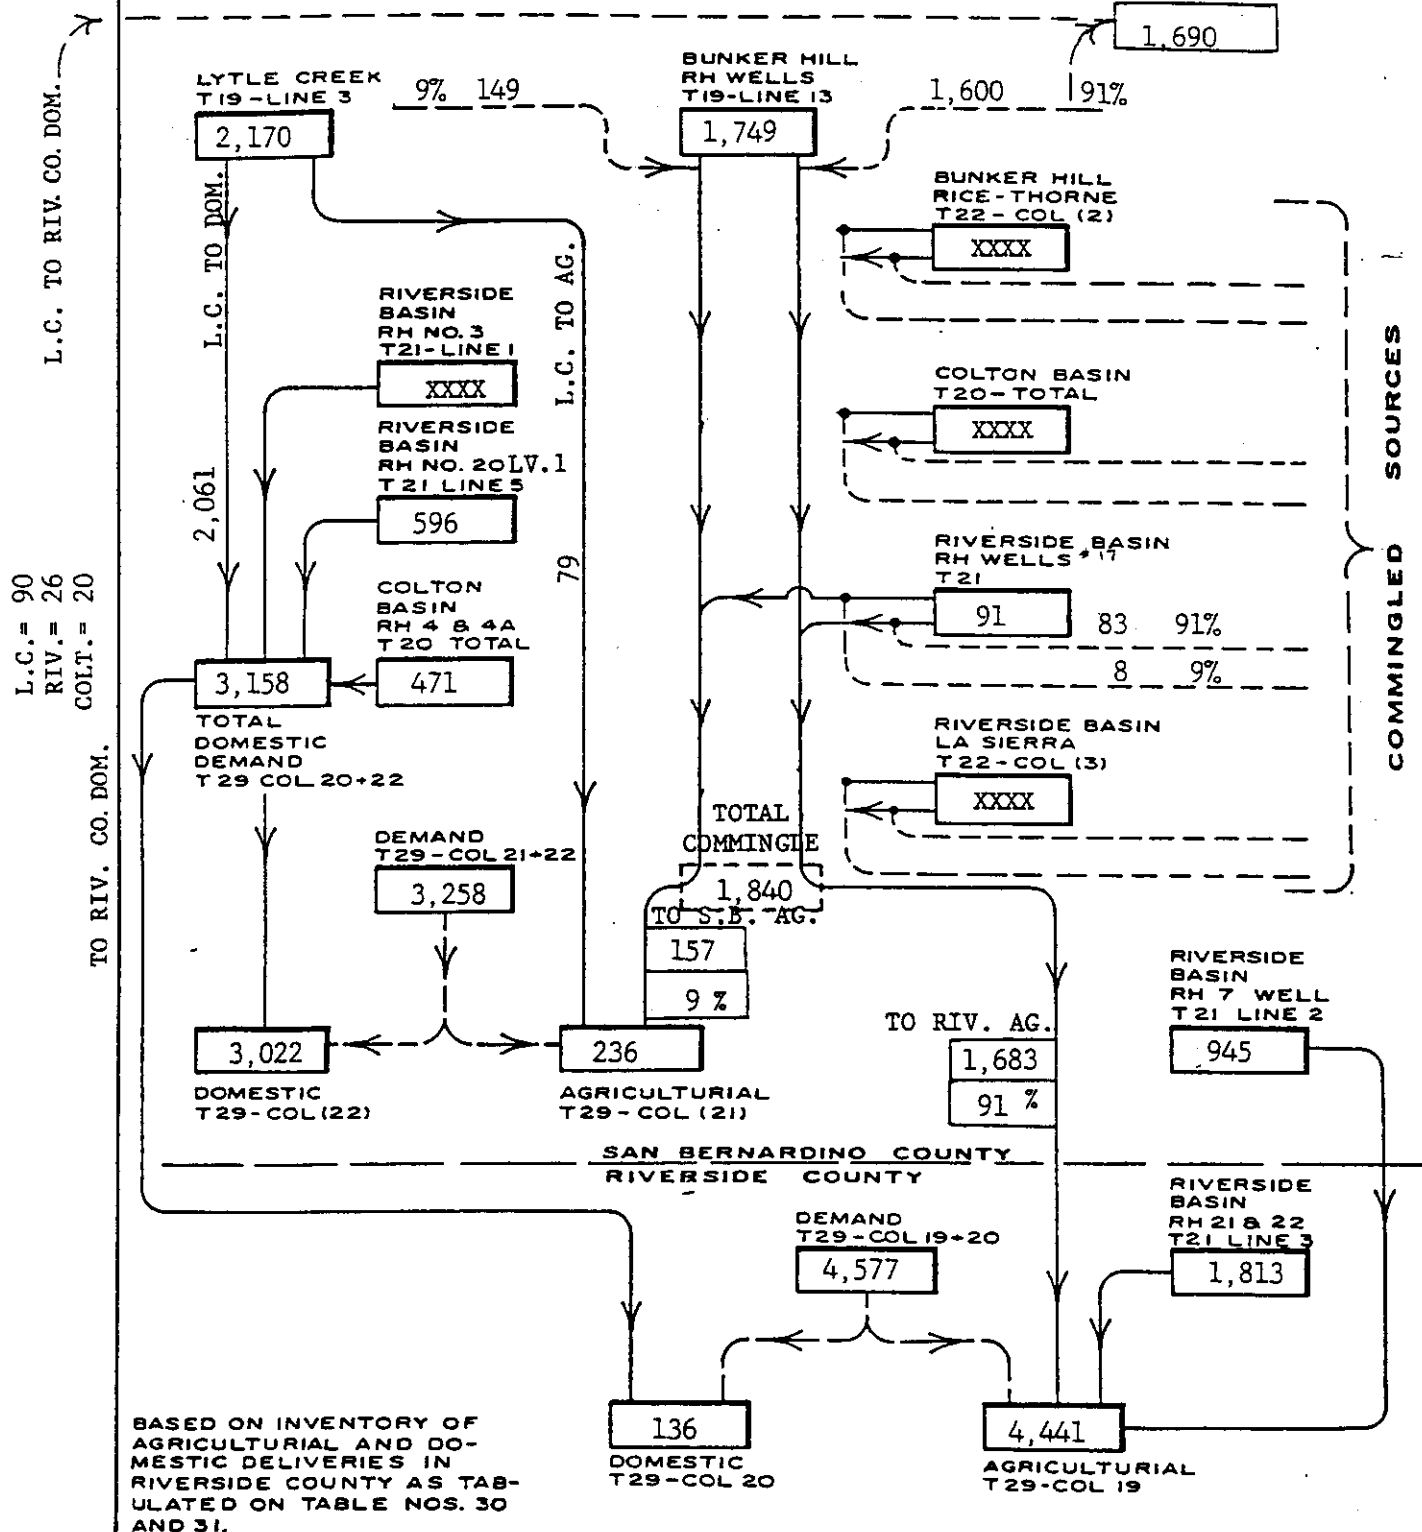 1,690
LYTLE CREEK
T19-LINE 3
2,170
9% 149
BUNKER HILL
RH WELLS
T19-LINE 13
1,749
1,600 91%
L.C. TO RIV. CO. DOM.
L.C. TO DOM.
2,061
L.C. TO AG.
79
BUNKER HILL
RICE-THORNE
T22-COL (2)
XXXX
RIVERSIDE
BASIN
RH NO. 3
T21-LINE 1
XXXX
COLTON BASIN
T20-TOTAL
XXXX
RIVERSIDE
BASIN
RH NO. 20 LV.1
T21 LINE 5
596
RIVERSIDE BASIN
RH WELLS #17
T21
91
83 91%
8 9%
COMMINGLED SOURCES
L.C.= 90
RIV.= 26
COLT.= 20
COLTON
BASIN
RH 4 & 4A
T20 TOTAL
471
3,158
TOTAL
DOMESTIC
DEMAND
T29 COL 20+22
TO RIV. CO. DOM.
RIVERSIDE BASIN
LA SIERRA
T22-COL (3)
XXXX
TOTAL
COMMINGLE
1,840
DEMAND
T29-COL 21+22
3,258
TO S.B. AG.
157
9 %
3,022
DOMESTIC
T29-COL (22)
236
AGRICULTURIAL
T29-COL (21)
TO RIV. AG.
1,683
91 %
RIVERSIDE
BASIN
RH 7 WELL
T21 LINE 2
945
SAN BERNARDINO COUNTY
RIVERSIDE COUNTY
DEMAND
T29-COL 19+20
4,577
RIVERSIDE
BASIN
RH 21 & 22
T21 LINE 3
1,813
136
DOMESTIC
T29-COL 20
4,441
AGRICULTURIAL
T29-COL 19
BASED ON INVENTORY OF
AGRICULTURIAL AND DO-
MESTIC DELIVERIES IN
RIVERSIDE COUNTY AS TAB-
ULATED ON TABLE NOS. 30
AND 31.